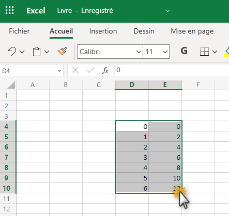 Excel Livre - Enregistré
Fichier Accueil Insertion Dessin Mise en page
Calibri 11 G
D4 fx 0
A B C D E F
1
2
3
4 0 0
5 1 2
6 2 4
7 3 6
8 4 8
9 5 10
10 6
11
12